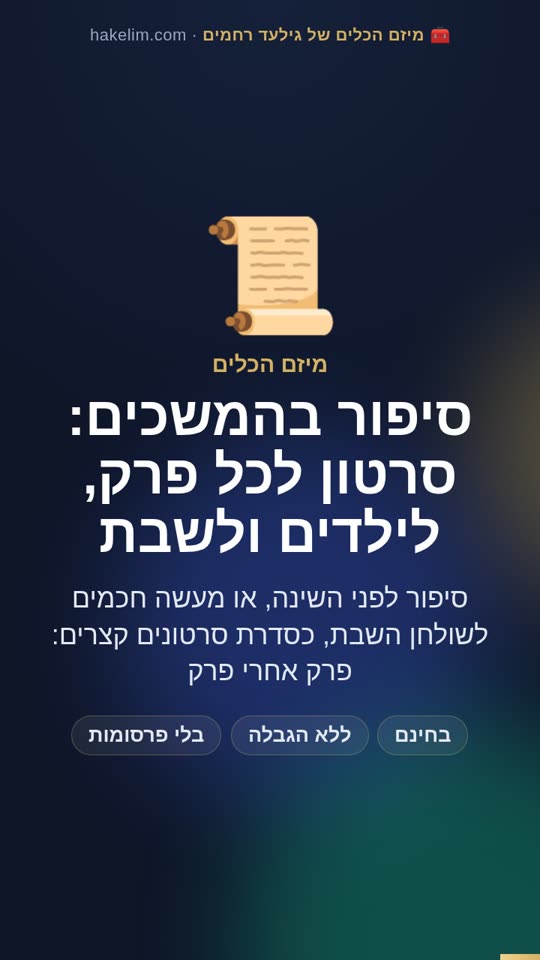 🧰 מיזם הכלים של גילעד רחמים · hakelim.com
מיזם הכלים
סיפור בהמשכים:
סרטון לכל פרק,
לילדים ולשבת
סיפור לפני השינה, או מעשה חכמים
לשולחן השבת, כסדרת סרטונים קצרים:
פרק אחרי פרק
בחינם
ללא הגבלה
בלי פרסומות